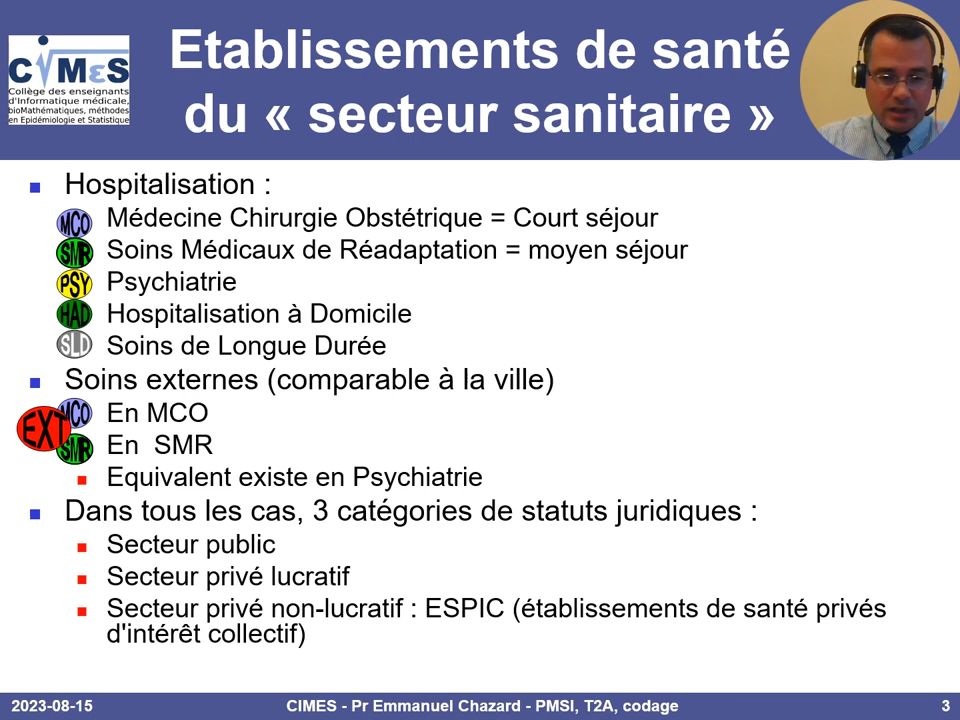 Etablissements de santé
du « secteur sanitaire »
CIMεS
Collège des enseignants
d'Informatique médicale,
bioMathématiques, méthodes
en Epidémiologie et Statistique
Hospitalisation :
MCO Médecine Chirurgie Obstétrique = Court séjour
SMR Soins Médicaux de Réadaptation = moyen séjour
PSY Psychiatrie
HAD Hospitalisation à Domicile
SLD Soins de Longue Durée
Soins externes (comparable à la ville)
EXT
MCO En MCO
SMR En SMR
Equivalent existe en Psychiatrie
Dans tous les cas, 3 catégories de statuts juridiques :
Secteur public
Secteur privé lucratif
Secteur privé non-lucratif : ESPIC (établissements de santé privés
d'intérêt collectif)
2023-08-15 CIMES - Pr Emmanuel Chazard - PMSI, T2A, codage 3